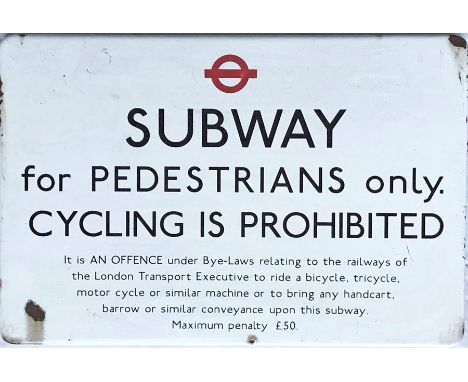 SUBWAY
for PEDESTRIANS only.
CYCLING IS PROHIBITED
It is AN OFFENCE under Bye-Laws relating to the railways of
the London Transport Executive to ride a bicycle, tricycle,
motor cycle or similar machine or to bring any handcart,
barrow or similar conveyance upon this subway.
Maximum penalty £50.